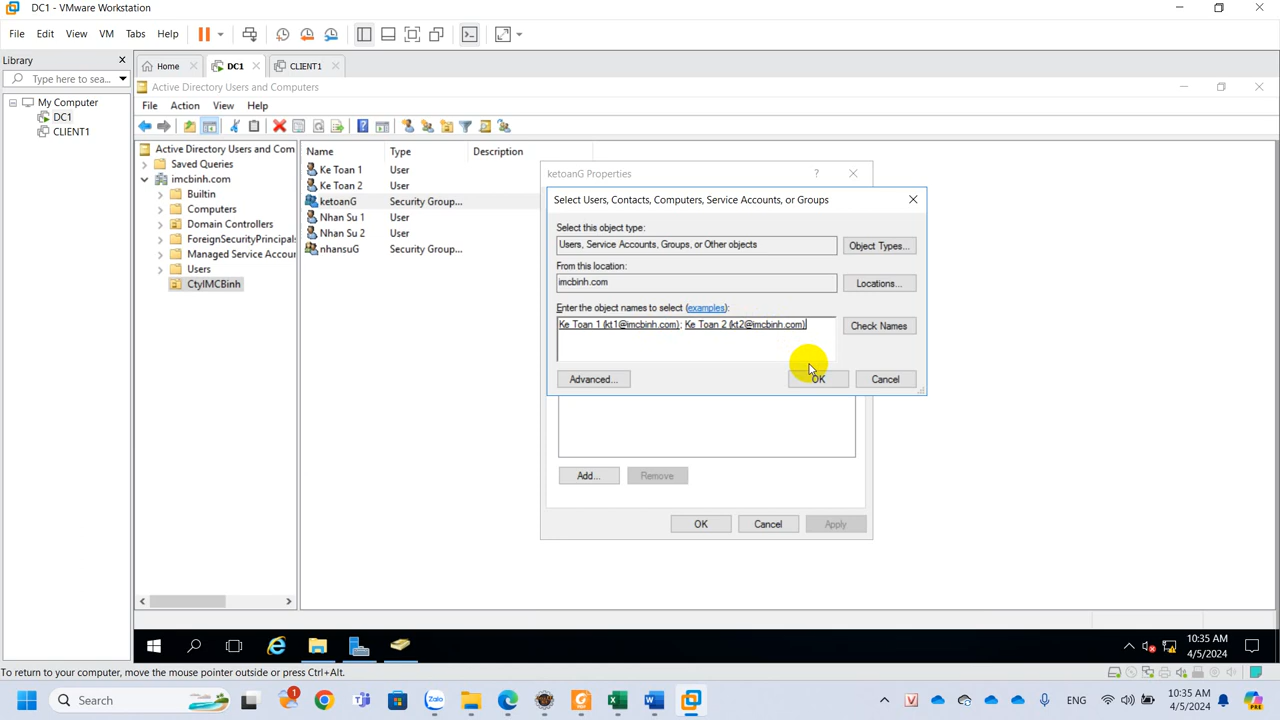 DC1 - VMware Workstation
File Edit View VM Tabs Help
Library
Type here to sea...
My Computer
DC1
CLIENT1
Home DC1 CLIENT1
Active Directory Users and Computers
File Action View Help
Active Directory Users and Com
Saved Queries
imcbinh.com
Builtin
Computers
Domain Controllers
ForeignSecurityPrincipals
Managed Service Accour
Users
CtyIMCBinh
Name Type Description
Ke Toan 1 User
Ke Toan 2 User
ketoanG Security Group...
Nhan Su 1 User
Nhan Su 2 User
nhansuG Security Group...
ketoanG Properties ?
Select Users, Contacts, Computers, Service Accounts, or Groups
Select this object type:
Users, Service Accounts, Groups, or Other objects Object Types...
From this location:
imcbinh.com Locations...
Enter the object names to select (examples):
Ke Toan 1 (kt1@imcbinh.com); Ke Toan 2 (kt2@imcbinh.com) Check Names
Advanced... OK Cancel
Add... Remove
OK Cancel Apply
10:35 AM
4/5/2024
To return to your computer, move the mouse pointer outside or press Ctrl+Alt.
Search
1
Zalo
ENG
10:35 AM
4/5/2024
PRE